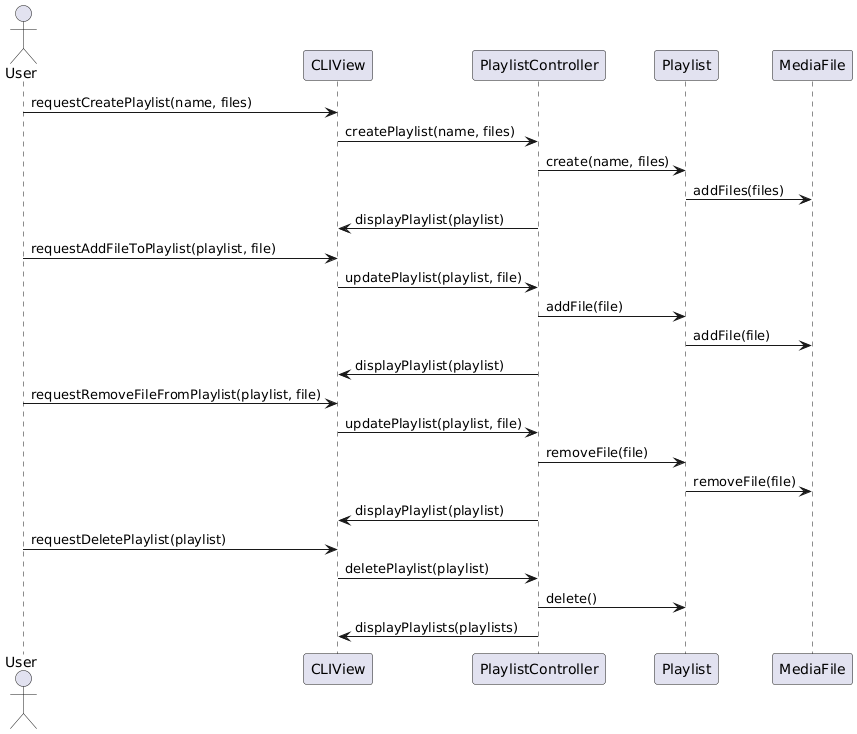 User
CLIView
PlaylistController
Playlist
MediaFile
requestCreatePlaylist(name, files)
createPlaylist(name, files)
create(name, files)
addFiles(files)
displayPlaylist(playlist)
requestAddFileToPlaylist(playlist, file)
updatePlaylist(playlist, file)
addFile(file)
addFile(file)
displayPlaylist(playlist)
requestRemoveFileFromPlaylist(playlist, file)
updatePlaylist(playlist, file)
removeFile(file)
removeFile(file)
displayPlaylist(playlist)
requestDeletePlaylist(playlist)
deletePlaylist(playlist)
delete()
displayPlaylists(playlists)
User
CLIView
PlaylistController
Playlist
MediaFile